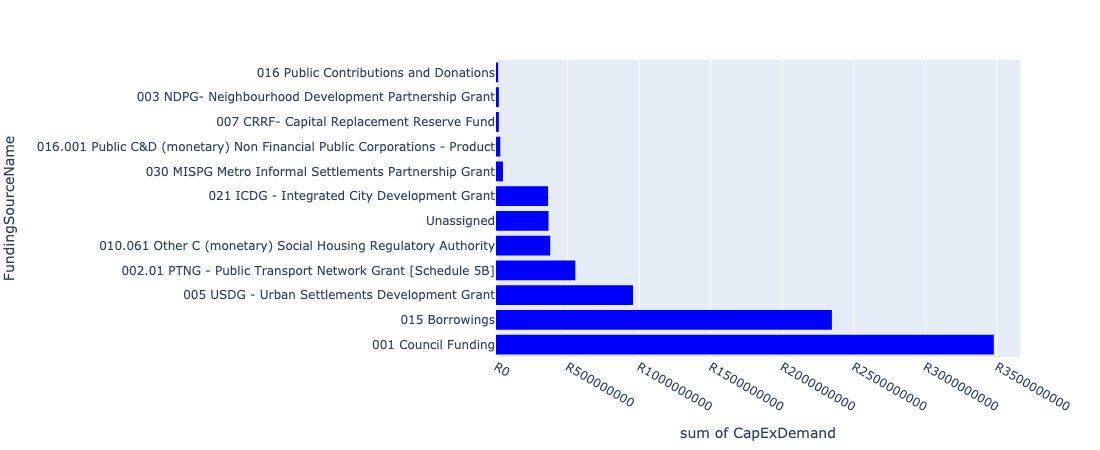 FundingSourceName
016 Public Contributions and Donations
003 NDPG- Neighbourhood Development Partnership Grant
007 CRRF- Capital Replacement Reserve Fund
016.001 Public C&D (monetary) Non Financial Public Corporations - Product
030 MISPG Metro Informal Settlements Partnership Grant
021 ICDG - Integrated City Development Grant
Unassigned
010.061 Other C (monetary) Social Housing Regulatory Authority
002.01 PTNG - Public Transport Network Grant [Schedule 5B]
005 USDG - Urban Settlements Development Grant
015 Borrowings
001 Council Funding
R0
R500000000
R1000000000
R1500000000
R2000000000
R2500000000
R3000000000
R3500000000
sum of CapExDemand